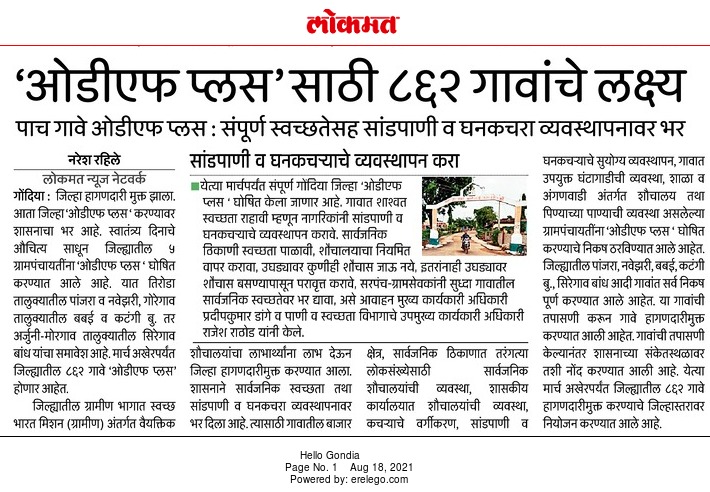 लोकमत
‘ओडीएफ प्लस’ साठी ८६२ गावांचे लक्ष्य
पाच गावे ओडीएफ प्लस : संपूर्ण स्वच्छतेसह सांडपाणी व घनकचरा व्यवस्थापनावर भर
नरेश रहिले
लोकमत न्यूज नेटवर्क
गोंदिया : जिल्हा हागणदारी मुक्त झाला.
आता जिल्हा ‘ओडीएफ प्लस ‘ करण्यावर
शासनाचा भर आहे. स्वातंत्र्य दिनाचे
औचित्य साधून जिल्ह्यातील ५
ग्रामपंचायतींना ‘ओडीएफ प्लस ‘ घोषित
करण्यात आले आहे. यात तिरोडा
तालुक्यातील पांजरा व नवेझरी, गोरेगाव
तालुक्यातील बबई व कटंगी बु. तर
अर्जुनी-मोरगाव तालुक्यातील सिरेगाव
बांध यांचा समावेश आहे. मार्च अखेरपर्यंत
जिल्ह्यातील ८६२ गावे ‘ओडीएफ प्लस’
होणार आहेत.
जिल्ह्यातील ग्रामीण भागात स्वच्छ
भारत मिशन (ग्रामीण) अंतर्गत वैयक्तिक
सांडपाणी व घनकचऱ्याचे व्यवस्थापन करा
येत्या मार्चपर्यंत संपूर्ण गोंदिया जिल्हा ‘ओडीएफ
प्लस ‘ घोषित केला जाणार आहे. गावात शाश्वत
स्वच्छता राहावी म्हणून नागरिकांनी सांडपाणी व
घनकचऱ्याचे व्यवस्थापन करावे. सार्वजनिक
ठिकाणी स्वच्छता पाळावी, शौचालयाचा नियमित
वापर करावा, उघड्यावर कुणीही शौचास जाऊ नये, इतरांनाही उघड्यावर
शौचास बसण्यापासून परावृत्त करावे, सरपंच-ग्रामसेवकांनी सुध्दा गावातील
सार्वजनिक स्वच्छतेवर भर द्यावा, असे आवाहन मुख्य कार्यकारी अधिकारी
प्रदीपकुमार डांगे व पाणी व स्वच्छता विभागाचे उपमुख्य कार्यकारी अधिकारी
राजेश राठोड यांनी केले.
शौचालयांचा लाभार्थ्यांना लाभ देऊन
जिल्हा हागणदारीमुक्त करण्यात आला.
शासनाने सार्वजनिक स्वच्छता तथा
सांडपाणी व घनकचरा व्यवस्थापनावर
भर दिला आहे. त्यासाठी गावातील बाजार
क्षेत्र, सार्वजनिक ठिकाणात तरंगत्या
लोकसंख्येसाठी सार्वजनिक
शौचालयांची व्यवस्था, शासकीय
कार्यालयात शौचालयांची व्यवस्था,
कचऱ्याचे वर्गीकरण, सांडपाणी व
घनकचऱ्याचे सुयोग्य व्यवस्थापन, गावात
उपयुक्त घंटागाडीची व्यवस्था, शाळा व
अंगणवाडी अंतर्गत शौचालय तथा
पिण्याच्या पाण्याची व्यवस्था असलेल्या
ग्रामपंचायतींना ‘ओडीएफ प्लस ‘ घोषित
करण्याचे निकष ठरविण्यात आले आहेत.
जिल्ह्यातील पांजरा, नवेझरी, बबई, कटंगी
बु., सिरेगाव बांध आदी गावांत सर्व निकष
पूर्ण करण्यात आले आहेत. या गावांची
तपासणी करून गावे हागणदारीमुक्त
करण्यात आली आहेत. गावांची तपासणी
केल्यानंतर शासनाच्या संकेतस्थळावर
तशी नोंद करण्यात आली आहे. येत्या
मार्च अखेरपर्यंत जिल्ह्यातील ८६२ गावे
हागणदारीमुक्त करण्याचे जिल्हास्तरावर
नियोजन करण्यात आले आहे.
Hello Gondia
Page No. 1 Aug 18, 2021
Powered by: erelego.com